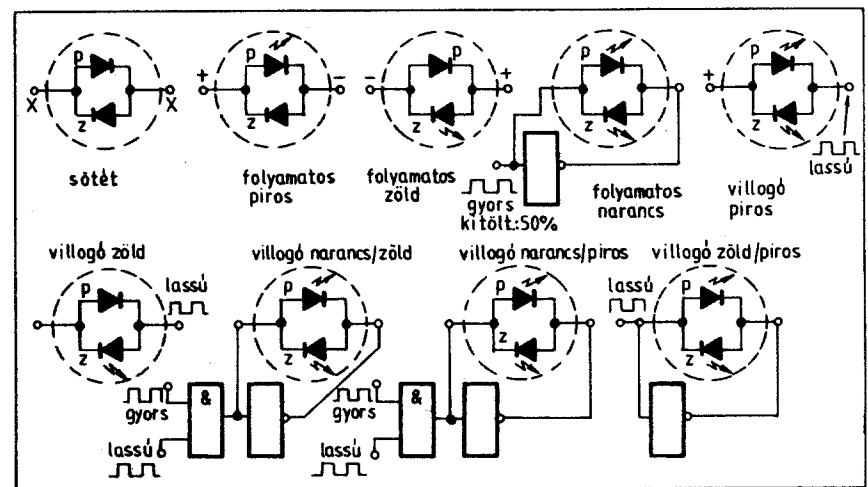 p
z
X X
sötét
p
z
+ −
folyamatos
piros
p
z
− +
folyamatos
zöld
p
z
gyors
kitölt.:50%
folyamatos
narancs
p
z
+
lassú
villogó
piros
villogó zöld
lassú
p
z
villogó narancs/zöld
p
z
gyors
&
lassú
villogó narancs/piros
p
z
gyors
&
lassú
villogó zöld/piros
lassú
p
z